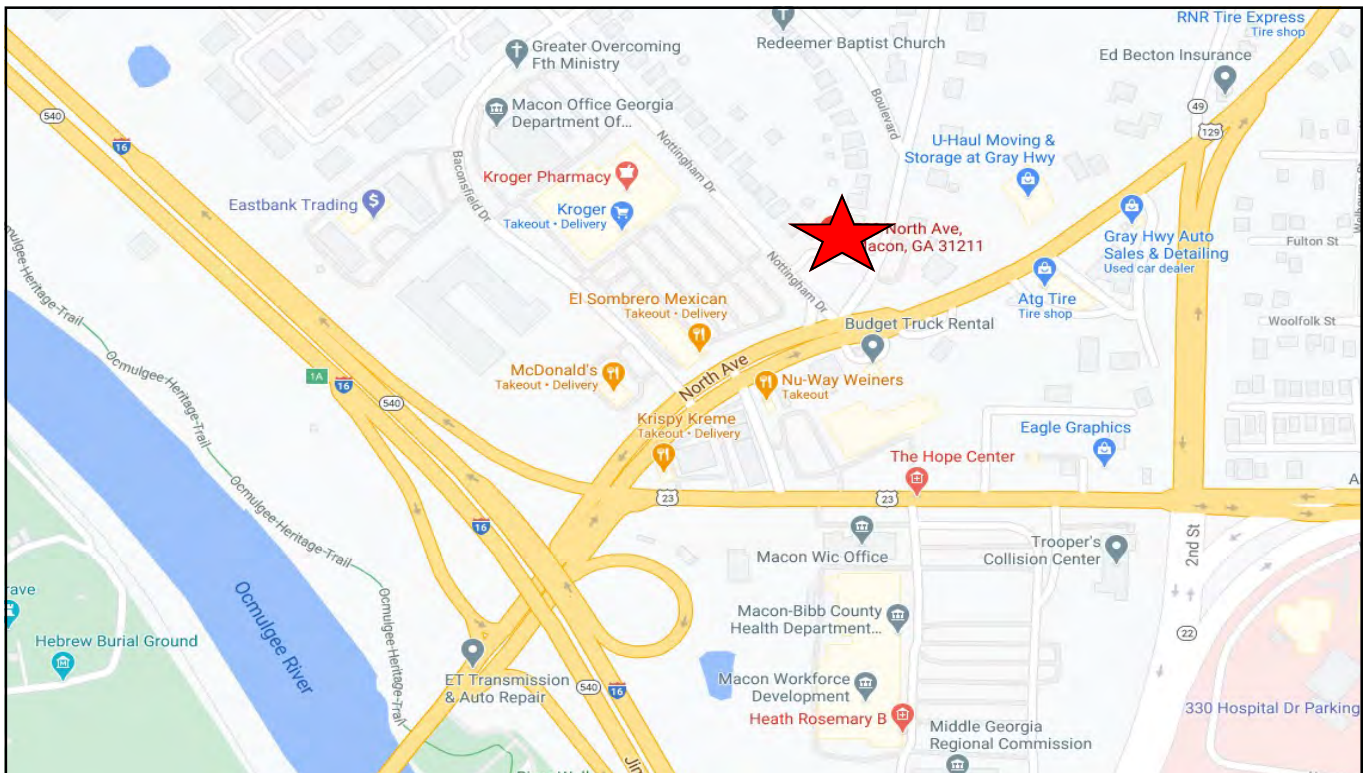 RNR Tire Express
Tire shop
Redeemer Baptist Church
Greater Overcoming
Fth Ministry
Ed Becton Insurance
Macon Office Georgia
Department Of...
49
129
540
16
Boulevard
Nottingham Dr
U-Haul Moving &
Storage at Gray Hwy
Baconsfield Dr
Kroger Pharmacy
Eastbank Trading
Kroger
Takeout • Delivery
North Ave,
acon, GA 31211
Gray Hwy Auto
Sales & Detailing
Used car dealer
Fulton St
Ocmulgee-Heritage-Trail
Nottingham Dr
El Sombrero Mexican
Takeout • Delivery
Atg Tire
Tire shop
Woolfolk St
Budget Truck Rental
McDonald's
Takeout • Delivery
1A
16
540
North Ave
Nu-Way Weiners
Takeout
Krispy Kreme
Takeout • Delivery
Eagle Graphics
The Hope Center
23
23
A
Ocmulgee-Heritage-Trail
16
Macon Wic Office
Trooper's
Collision Center
2nd St
Ocmulgee-Heritage-Trail
rave
Ocmulgee River
Macon-Bibb County
Health Department...
Hebrew Burial Ground
22
ET Transmission
& Auto Repair
540
16
Macon Workforce
Development
Heath Rosemary B
330 Hospital Dr Parking
Middle Georgia
Regional Commission
Jin